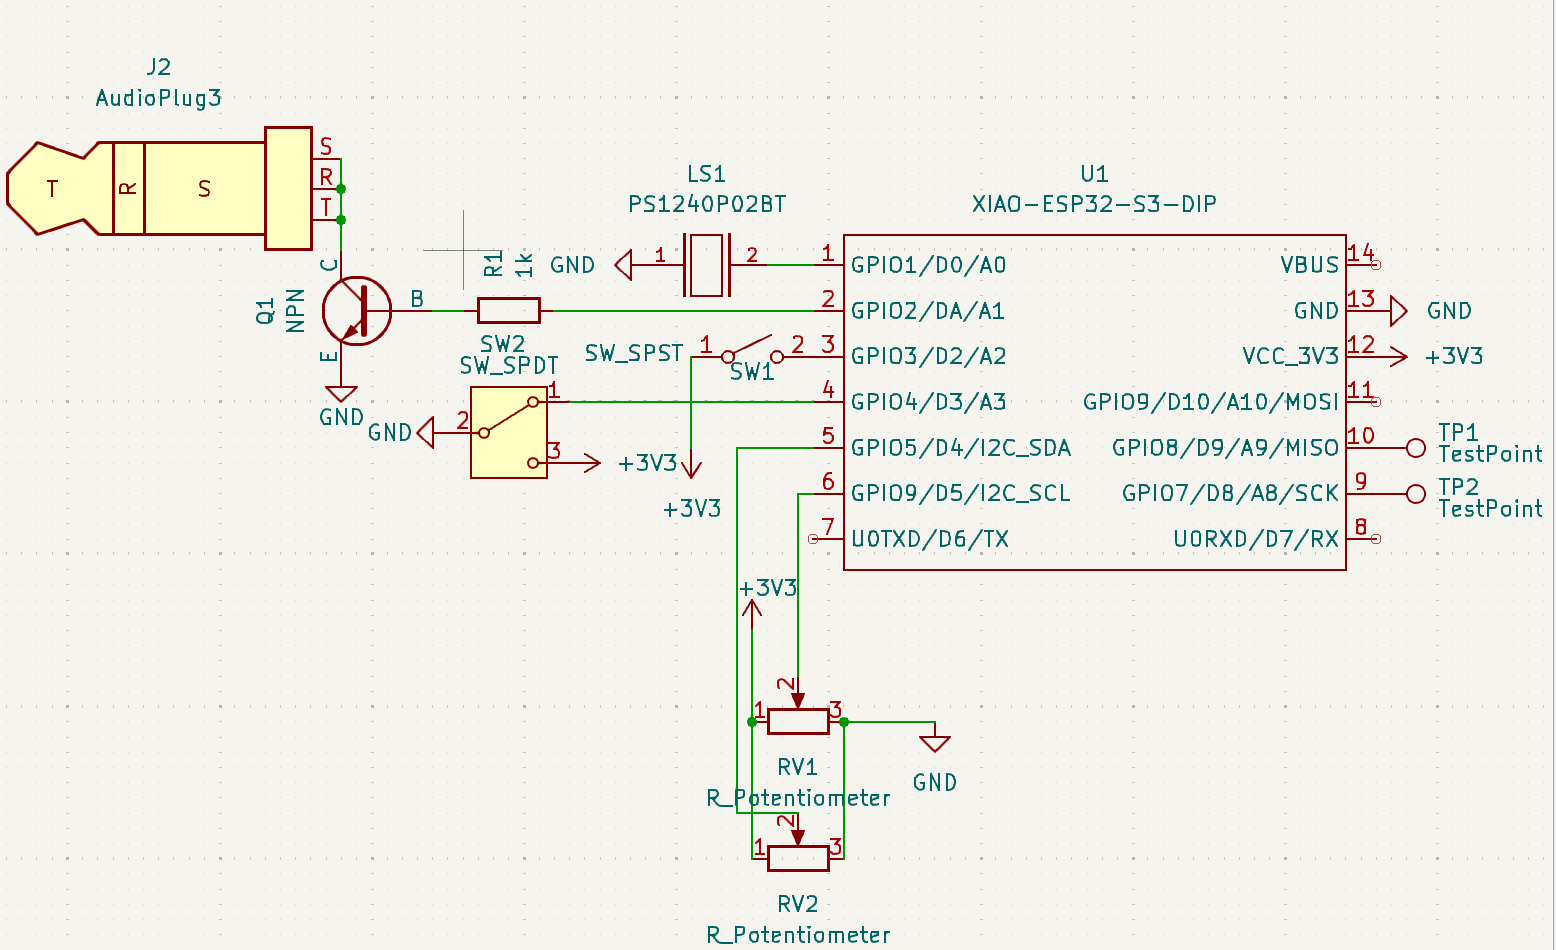 J2
AudioPlug3
T
R
S
S
R
T
C
Q1
NPN
B
E
GND
R1
1k
LS1
PS1240P02BT
GND
1
2
SW2
SW_SPDT
GND
2
1
3
+3V3
SW_SPST
1
2
SW1
+3V3
U1
XIAO-ESP32-S3-DIP
1
GPIO1/D0/A0
2
GPIO2/DA/A1
3
GPIO3/D2/A2
4
GPIO4/D3/A3
5
GPIO5/D4/I2C_SDA
6
GPIO9/D5/I2C_SCL
7
U0TXD/D6/TX
VBUS
14
GND
13
GND
VCC_3V3
12
+3V3
GPIO9/D10/A10/MOSI
11
GPIO8/D9/A9/MISO
10
TP1
TestPoint
GPIO7/D8/A8/SCK
9
TP2
TestPoint
U0RXD/D7/RX
8
+3V3
2
1
3
RV1
R_Potentiometer
GND
2
1
3
RV2
R_Potentiometer